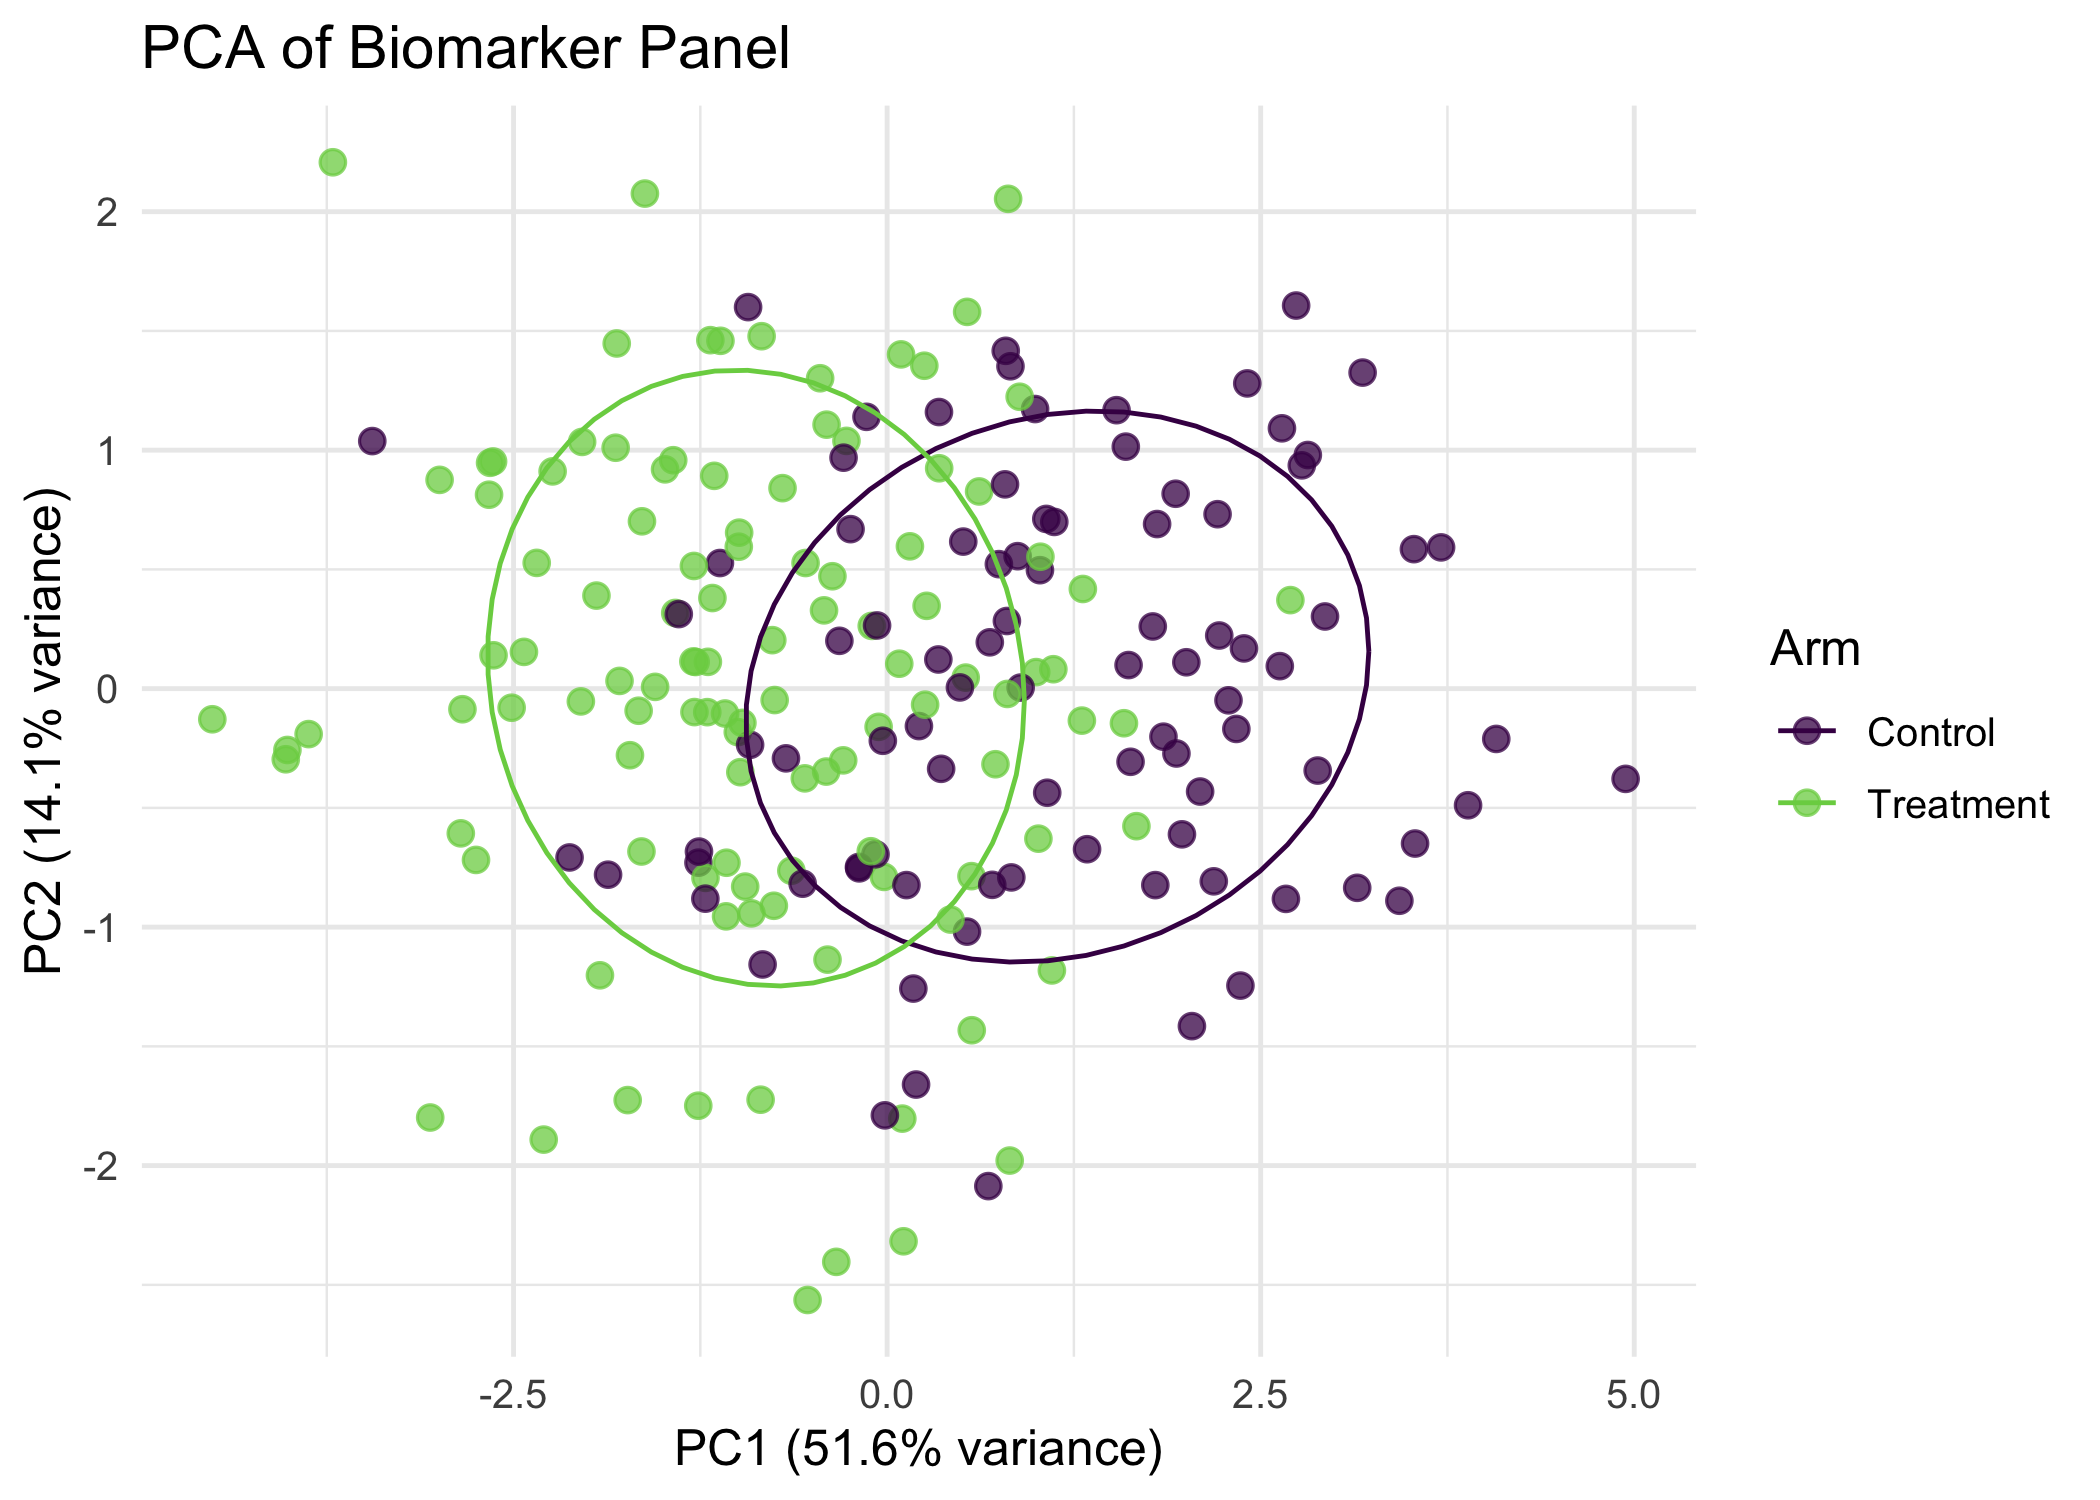 PCA of Biomarker Panel
2
1
0
-1
-2
PC2 (14.1% variance)
-2.5
0.0
2.5
5.0
PC1 (51.6% variance)
Arm
Control
Treatment